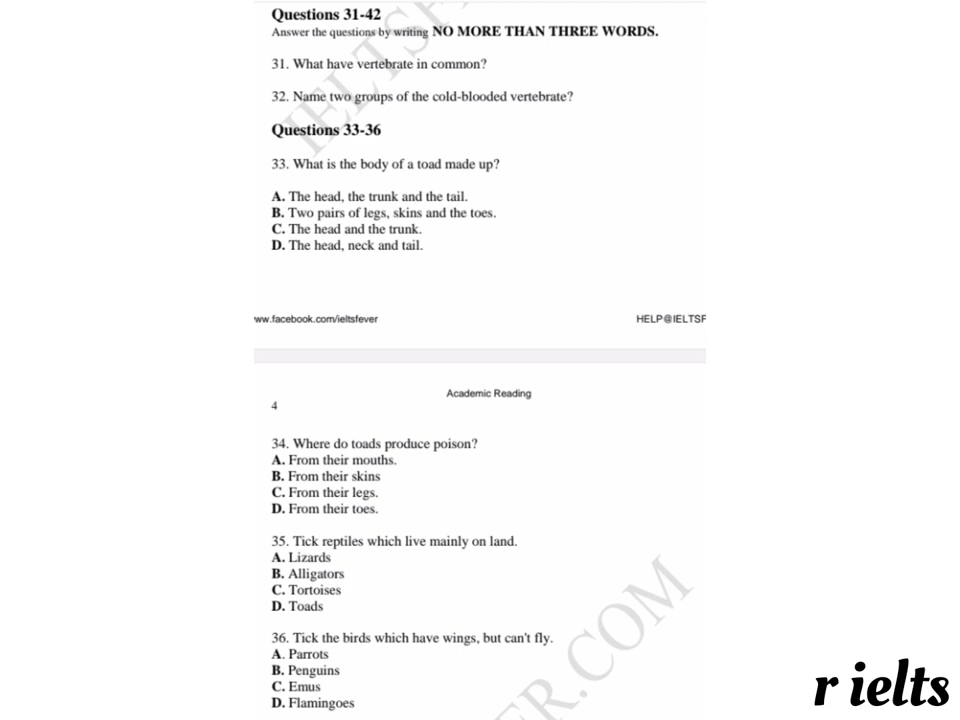 Questions 31-42
Answer the questions by writing NO MORE THAN THREE WORDS.
31. What have vertebrate in common?
32. Name two groups of the cold-blooded vertebrate?
Questions 33-36
33. What is the body of a toad made up?
A. The head, the trunk and the tail.
B. Two pairs of legs, skins and the toes.
C. The head and the trunk.
D. The head, neck and tail.
ww.facebook.com/ieltsfever
HELP@IELTSF
Academic Reading
4
34. Where do toads produce poison?
A. From their mouths.
B. From their skins
C. From their legs.
D. From their toes.
35. Tick reptiles which live mainly on land.
A. Lizards
B. Alligators
C. Tortoises
D. Toads
36. Tick the birds which have wings, but can't fly.
A. Parrots
B. Penguins
C. Emus
D. Flamingoes
IELTSF
ER.COM
r ielts